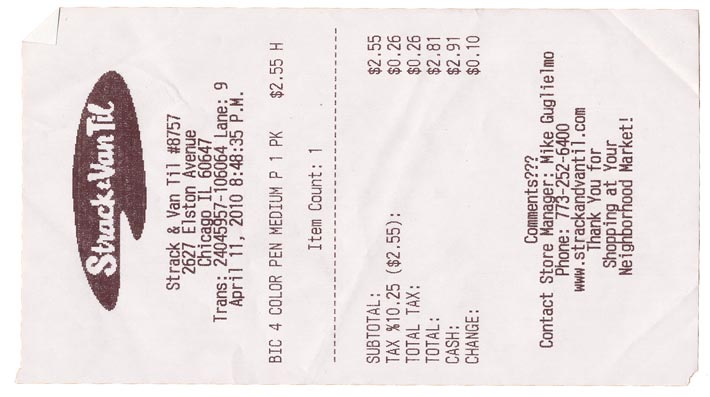 Strack & Van Til
Strack & Van Til #8757
2627 Elston Avenue
Chicago IL 60647
Trans: 24045957-106064 Lane: 9
April 11, 2010 8:48:35 P.M.
BIC 4 COLOR PEN MEDIUM P 1 PK $2.55 H
Item Count: 1
SUBTOTAL: $2.55
TAX %10.25 ($2.55): $0.26
TOTAL TAX: $0.26
TOTAL: $2.81
CASH: $2.91
CHANGE: $0.10
Comments???
Contact Store Manager: Mike Guglielmo
Phone: 773-252-6400
www.strackandvantil.com
Thank You for
Shopping at Your
Neighborhood Market!